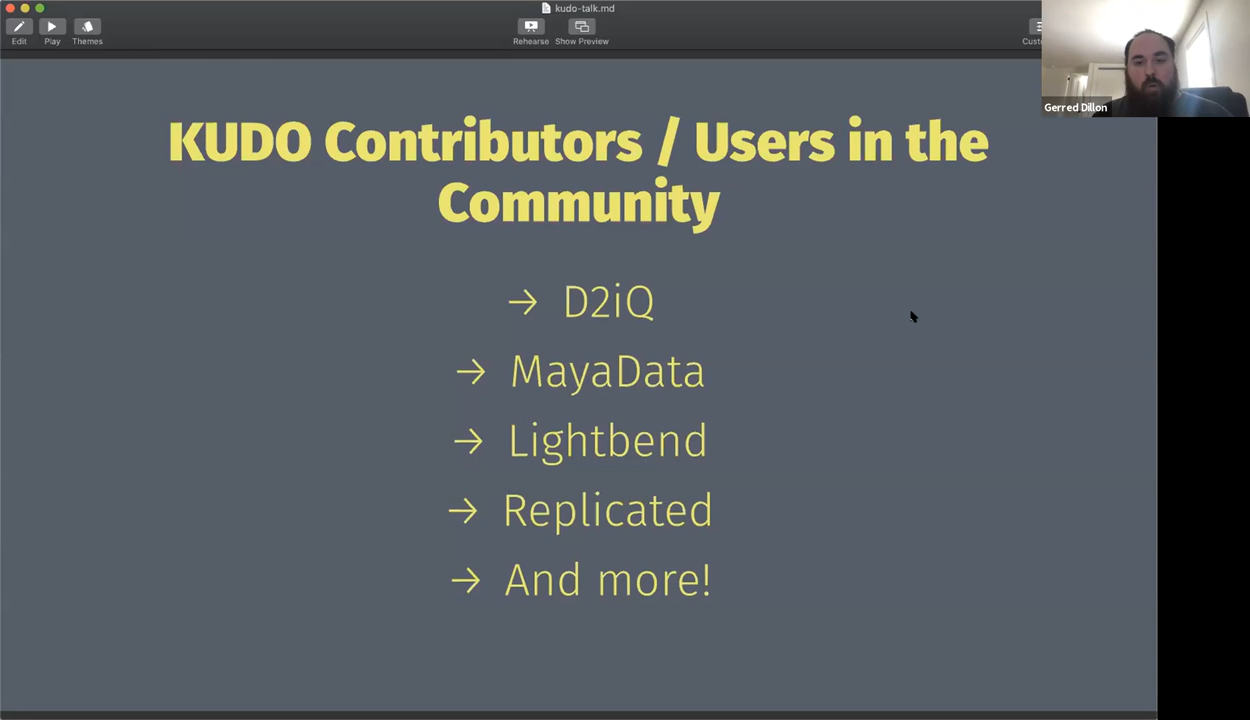 kudo-talk.md
Edit Play Themes Rehearse Show Preview
Gerred Dillon
KUDO Contributors / Users in the
Community
→ D2iQ
→ MayaData
→ Lightbend
→ Replicated
→ And more!